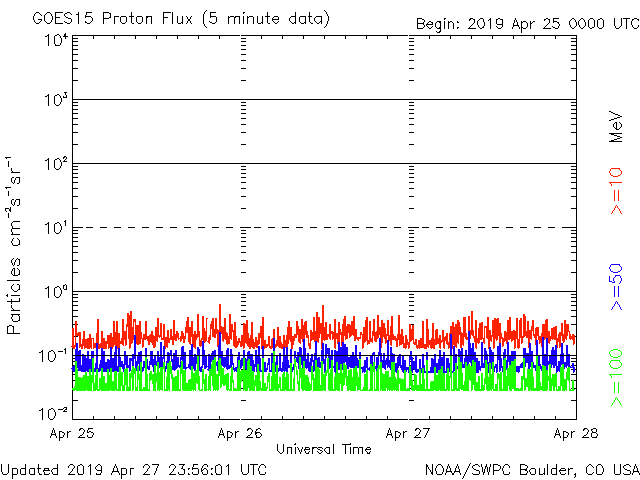 GOES15 Proton Flux (5 minute data)
Begin: 2019 Apr 25 0000 UTC
10⁴
10³
10²
10¹
10⁰
10⁻¹
10⁻²
Particles cm⁻²s⁻¹sr⁻¹
MeV
>=10
>=50
>=100
Apr 25
Apr 26
Apr 27
Apr 28
Universal Time
Updated 2019 Apr 27 23:56:01 UTC
NOAA/SWPC Boulder, CO USA